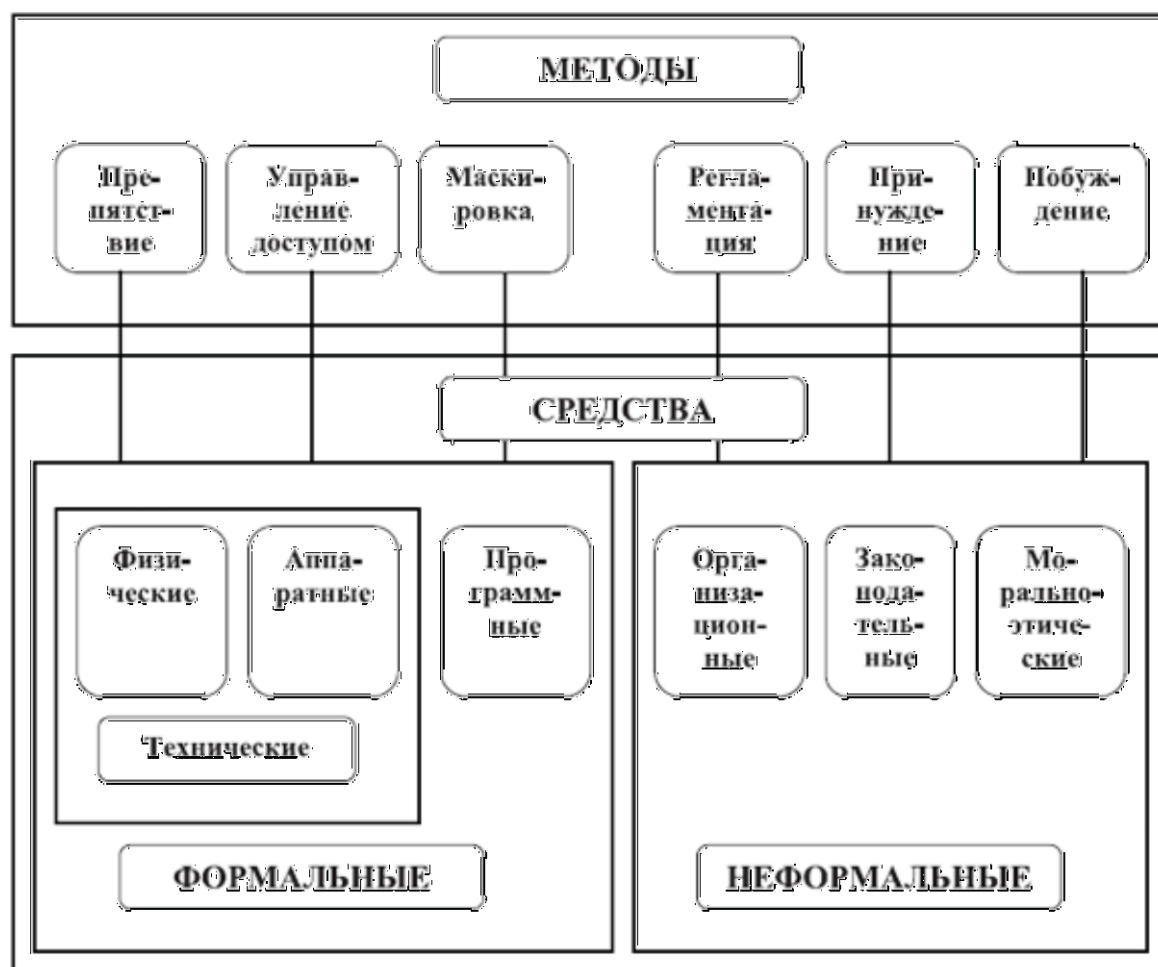 МЕТОДЫ
Пре-
пятст-
вие
Управ-
ление
доступом
Маски-
ровка
Регла-
мента-
ция
При-
нужде-
ние
Побуж-
дение
СРЕДСТВА
Физи-
ческие
Аппа-
ратные
Про-
грамм-
ные
Орга-
низа-
цион-
ные
Зако-
нода-
тель-
ные
Мо-
рально-
этиче-
ские
Технические
ФОРМАЛЬНЫЕ
НЕФОРМАЛЬНЫЕ